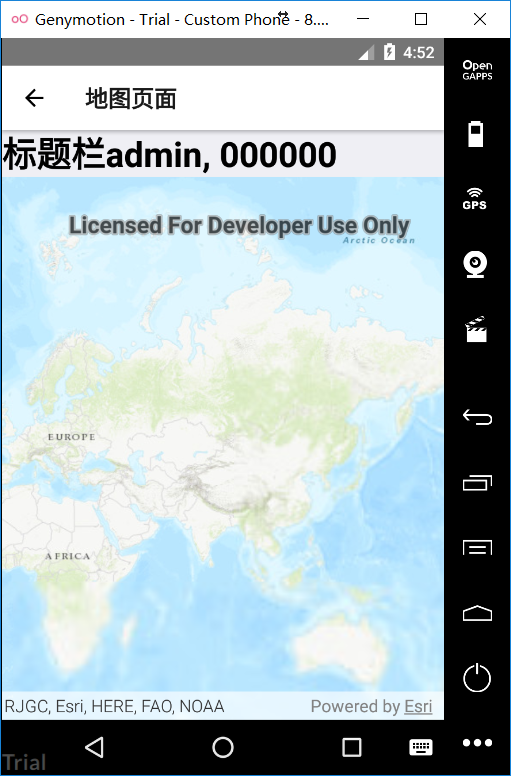 Genymotion - Trial - Custom Phone - 8....
4:52
Open
GAPPS
地图页面
标题栏admin, 000000
GPS
Licensed For Developer Use Only
Arctic Ocean
EUROPE
AFRICA
RJGC, Esri, HERE, FAO, NOAA
Powered by Esri
Trial